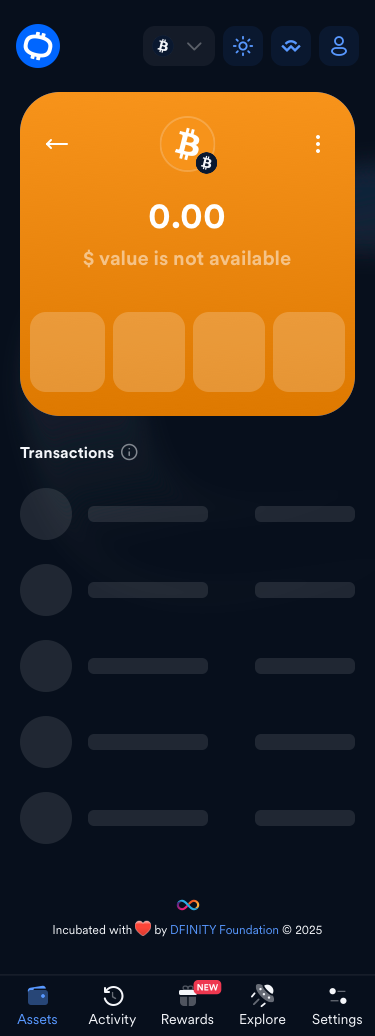 0.00
$ value is not available
Transactions
Incubated with ❤️ by DFINITY Foundation © 2025
NEW
Assets Activity Rewards Explore Settings